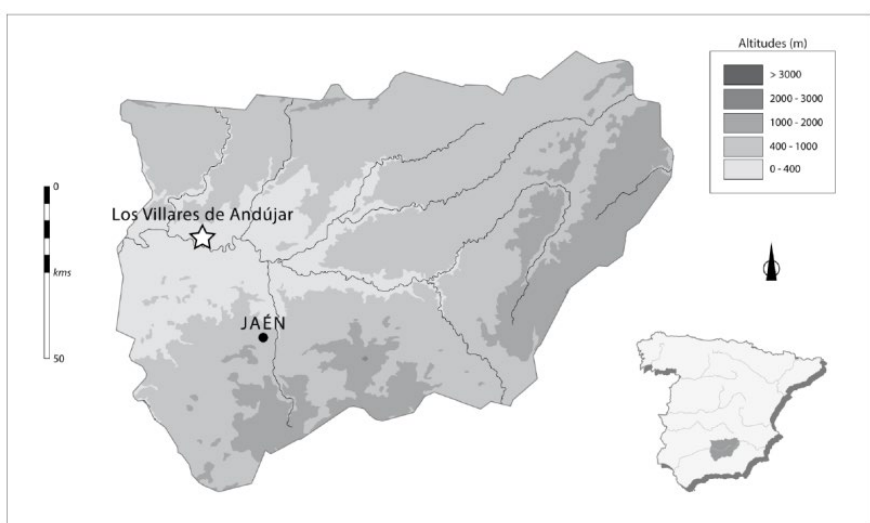 Altitudes (m)
> 3000
2000 - 3000
1000 - 2000
400 - 1000
0 - 400
0
kms
50
Los Villares de Andújar
JAÉN